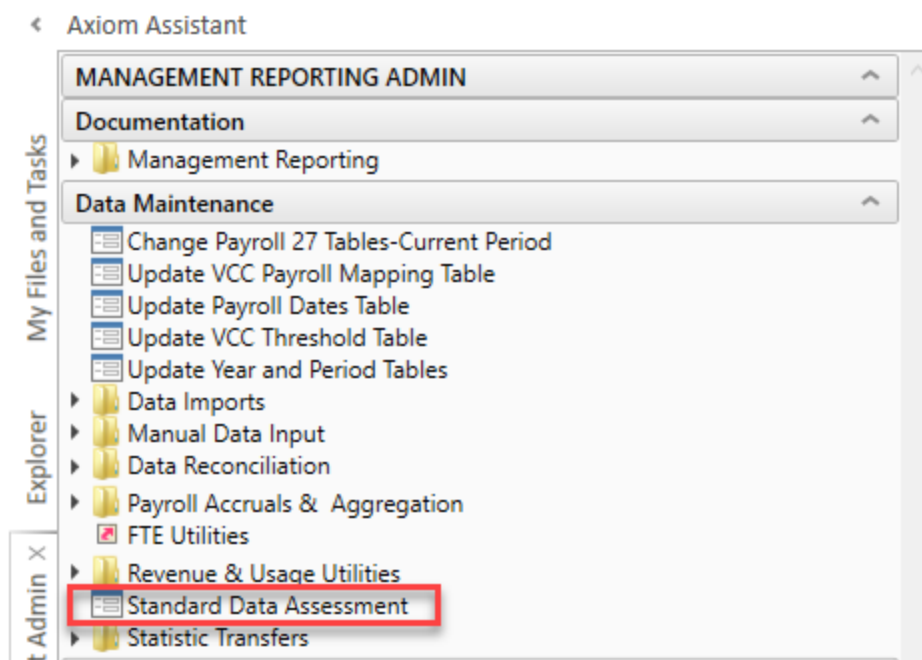 Axiom Assistant
MANAGEMENT REPORTING ADMIN
Documentation
Management Reporting
Data Maintenance
Change Payroll 27 Tables-Current Period
Update VCC Payroll Mapping Table
Update Payroll Dates Table
Update VCC Threshold Table
Update Year and Period Tables
Data Imports
Manual Data Input
Data Reconciliation
Payroll Accruals & Aggregation
FTE Utilities
Revenue & Usage Utilities
Standard Data Assessment
Statistic Transfers
My Files and Tasks
Explorer
t Admin X